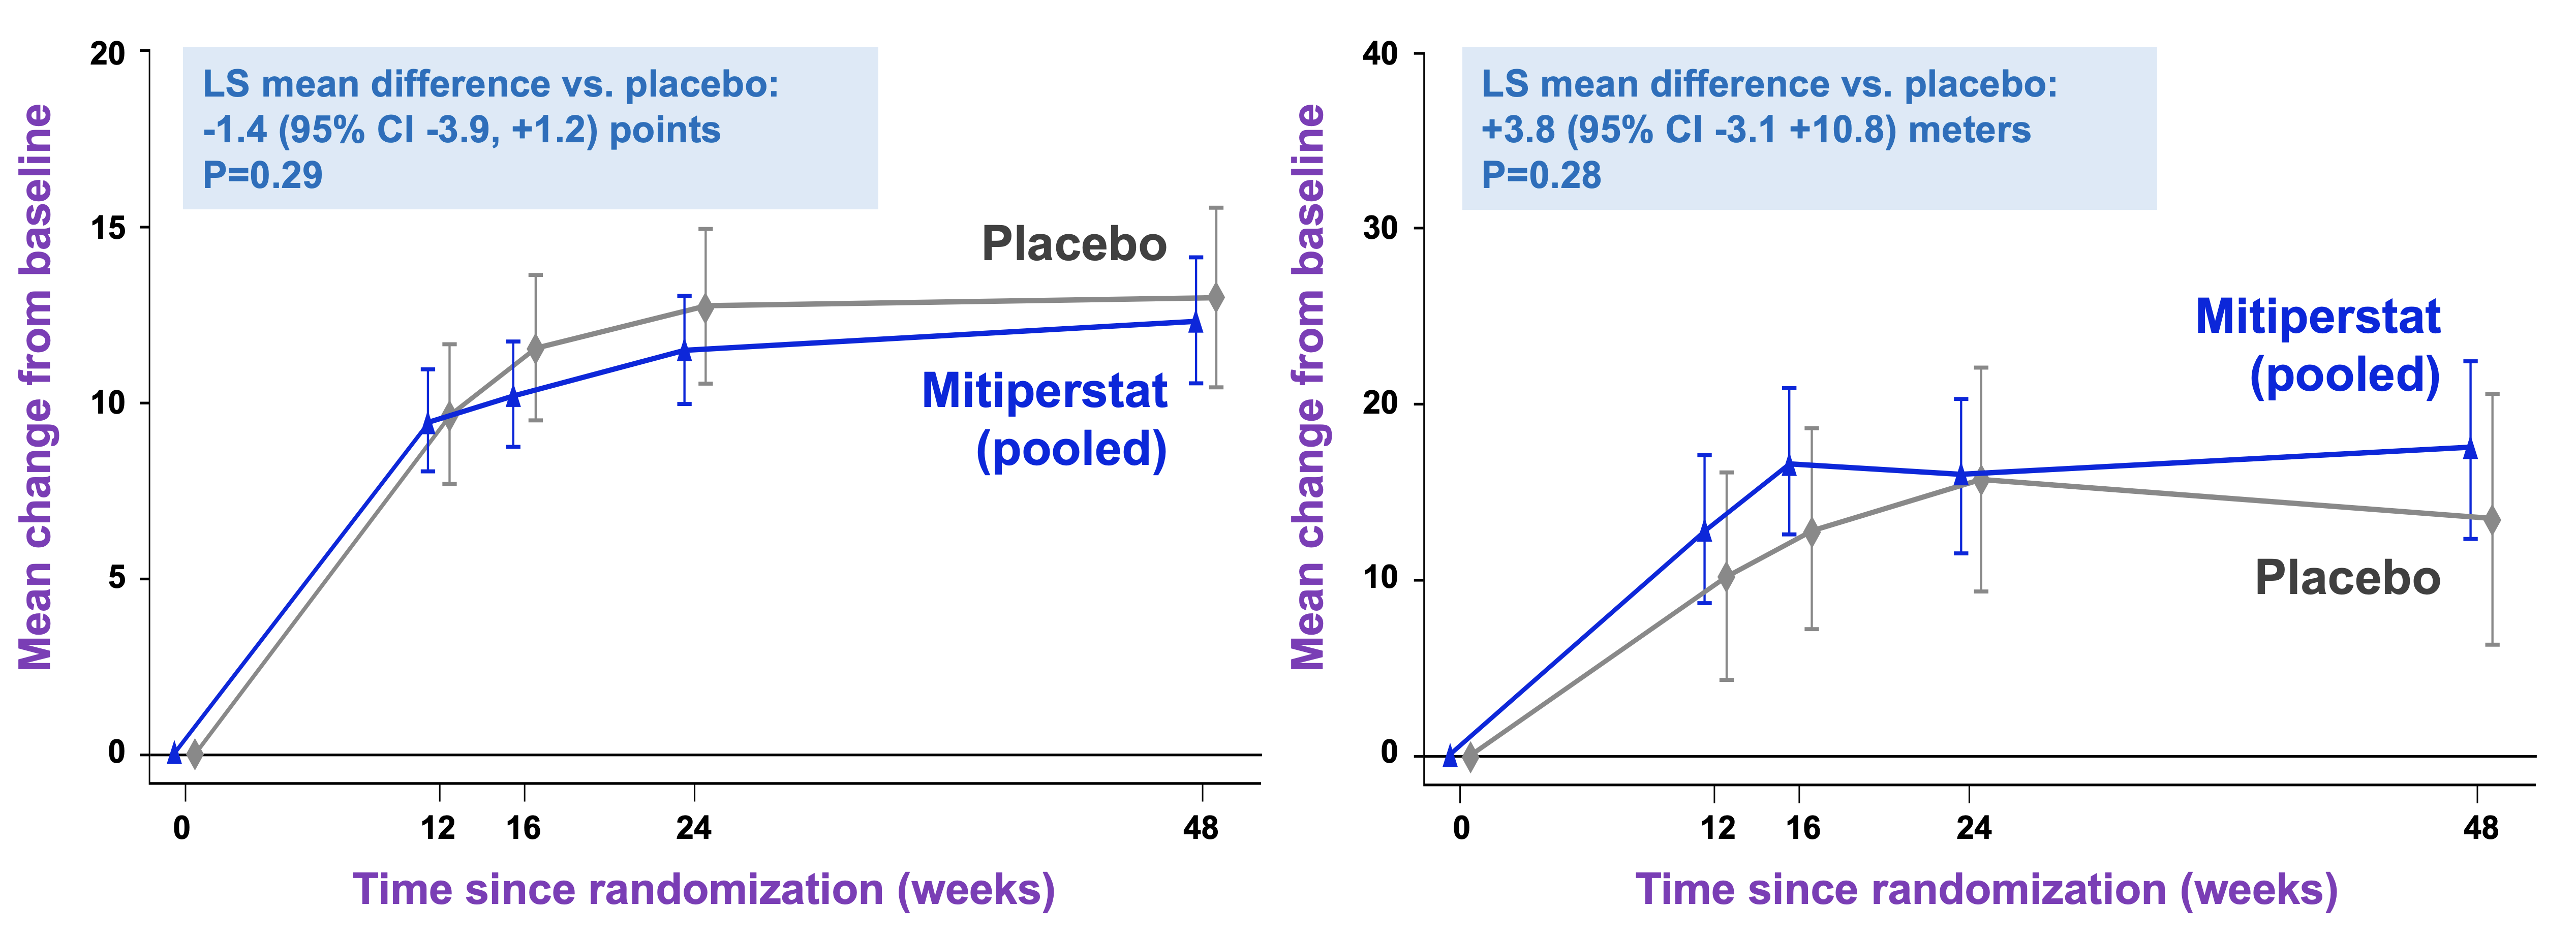 Mean change from baseline
20
15
10
5
0
LS mean difference vs. placebo:
-1.4 (95% CI -3.9, +1.2) points
P=0.29
Placebo
Mitiperstat
(pooled)
0 12 16 24 48
Time since randomization (weeks)
Mean change from baseline
40
30
20
10
0
LS mean difference vs. placebo:
+3.8 (95% CI -3.1 +10.8) meters
P=0.28
Mitiperstat
(pooled)
Placebo
0 12 16 24 48
Time since randomization (weeks)